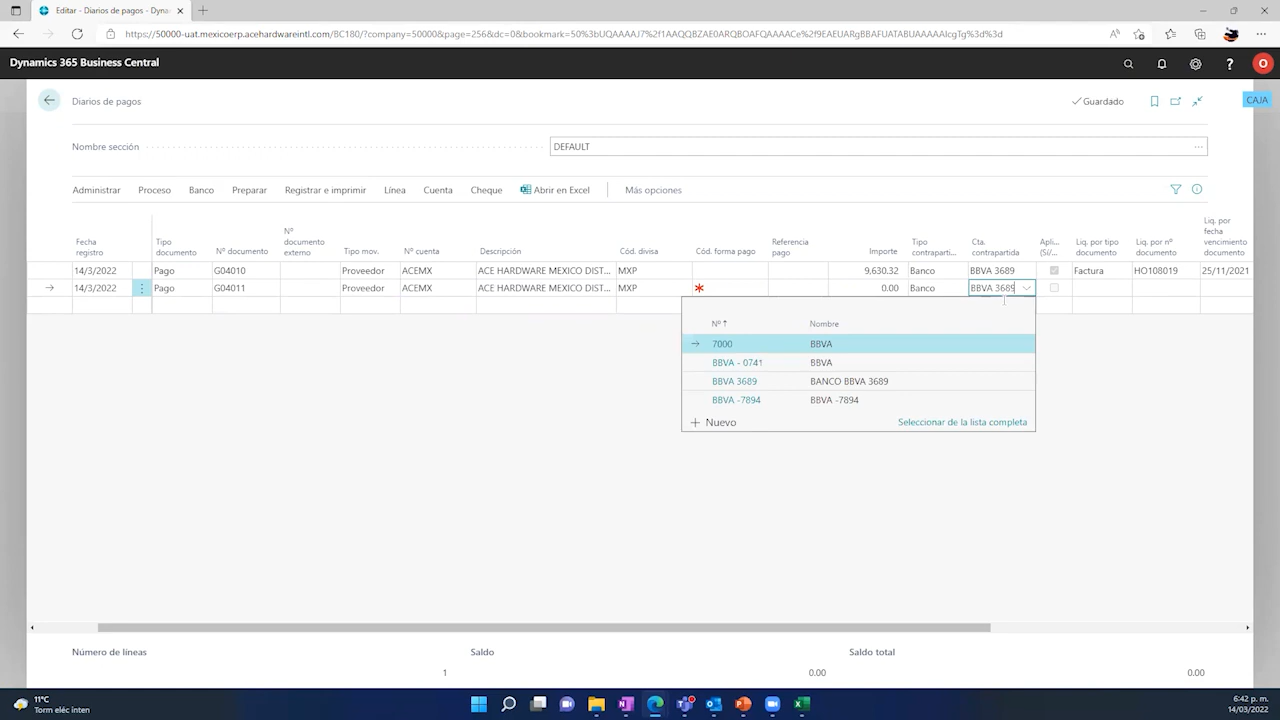 Editar - Diarios de pagos - Dyna
https://50000-uat.mexicoerp.acehardwareintl.com/BC180/?company=50000&page=256&dc=0&bookmark=50%3bUQAAAAJ7%2f1AAQQBZAE0ARQBOAFQAAAACe%2f9EAEUARgBBAFUATABUAAAAAIcgTg%3d%3d
Dynamics 365 Business Central
O
Diarios de pagos
Guardado
CAJA
Nombre sección
DEFAULT
Administrar Proceso Banco Preparar Registrar e imprimir Línea Cuenta Cheque Abrir en Excel Más opciones
Fecha registro Tipo documento Nº documento Nº documento externo Tipo mov. Nº cuenta Descripción Cód. divisa Cód. forma pago Referencia pago Importe Tipo contraparti... Cta. contrapartida Apli... (Sí/... Liq. por tipo documento Liq. por nº documento Liq. por fecha vencimiento documento
14/3/2022 Pago G04010 Proveedor ACEMX ACE HARDWARE MEXICO DIST... MXP 9,630.32 Banco BBVA 3689 Factura HO108019 25/11/2021
14/3/2022 Pago G04011 Proveedor ACEMX ACE HARDWARE MEXICO DIST... MXP * 0.00 Banco BBVA 3689
Nº↑ Nombre
7000 BBVA
BBVA - 0741 BBVA
BBVA 3689 BANCO BBVA 3689
BBVA -7894 BBVA -7894
+ Nuevo Seleccionar de la lista completa
Número de líneas Saldo Saldo total
1 0.00 0.00
11°C
Torm eléc inten
6:42 p. m.
14/03/2022